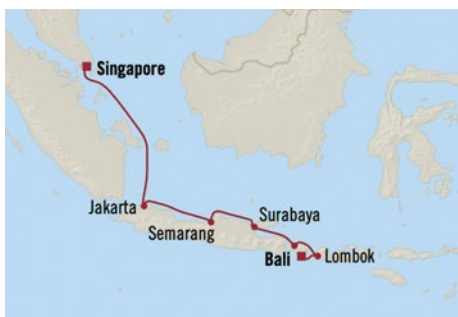 Singapore
Jakarta
Semarang
Surabaya
Bali
Lombok